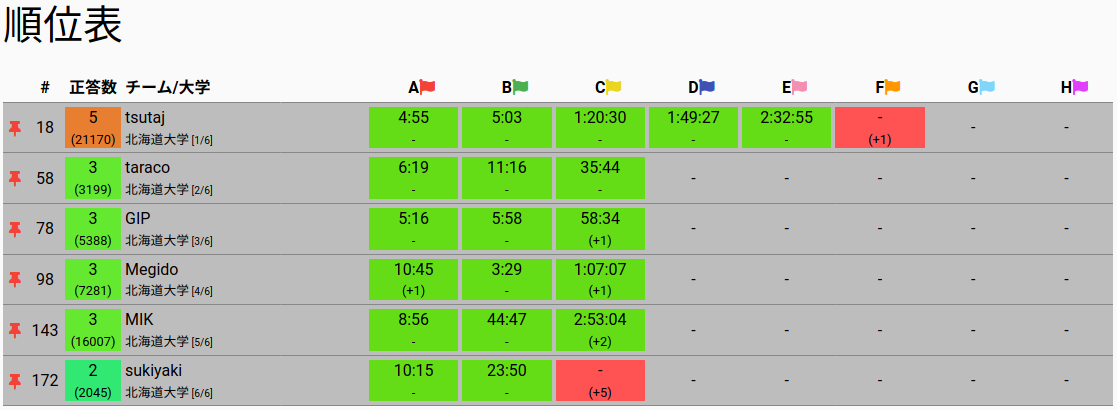 順位表
# 正答数 チーム/大学 A B C D E F G H
18 5 tsutaj 4:55 5:03 1:20:30 1:49:27 2:32:55 - - -
(21170) 北海道大学 [1/6] - - - - - (+1)
58 3 taraco 6:19 11:16 35:44 - - - - -
(3199) 北海道大学 [2/6] - - -
78 3 GIP 5:16 5:58 58:34 - - - - -
(5388) 北海道大学 [3/6] - - (+1)
98 3 Megido 10:45 3:29 1:07:07 - - - - -
(7281) 北海道大学 [4/6] (+1) - (+1)
143 3 MIK 8:56 44:47 2:53:04 - - - - -
(16007) 北海道大学 [5/6] - - (+2)
172 2 sukiyaki 10:15 23:50 - - - - - -
(2045) 北海道大学 [6/6] - - (+5)